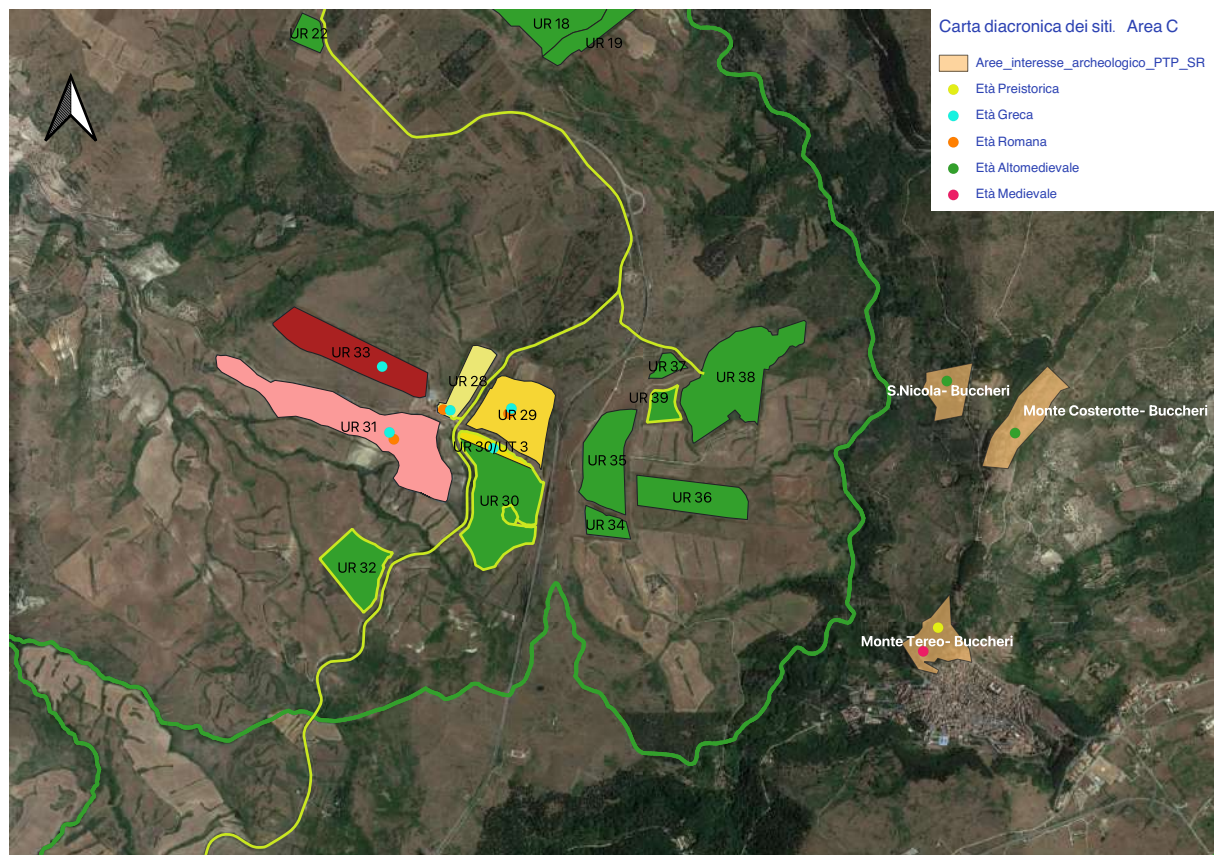 Carta diacronica dei siti. Area C
Aree_interesse_archeologico_PTP_SR
Età Preistorica
Età Greca
Età Romana
Età Altomedievale
Età Medievale
UR 22
UR 18
UR 19
UR 33
UR 28
UR 37
UR 38
UR 39
S.Nicola- Buccheri
Monte Costerotte- Buccheri
UR 29
UR 31
UR 30/UT 3
UR 35
UR 30
UR 36
UR 34
UR 32
Monte Tereo- Buccheri